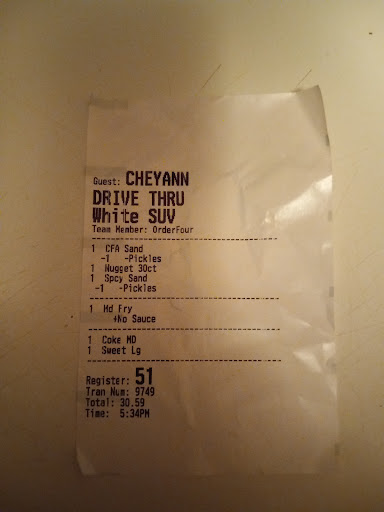 Guest: CHEYANN
DRIVE THRU
White SUV
Team Member: OrderFour
1 CFA Sand
-1 -Pickles
1 Nugget 30ct
1 Spcy Sand
-1 -Pickles
1 Md Fry
+No Sauce
1 Coke MD
1 Sweet Lg
Register: 51
Tran Num: 9749
Total: 30.59
Time: 5:34PM